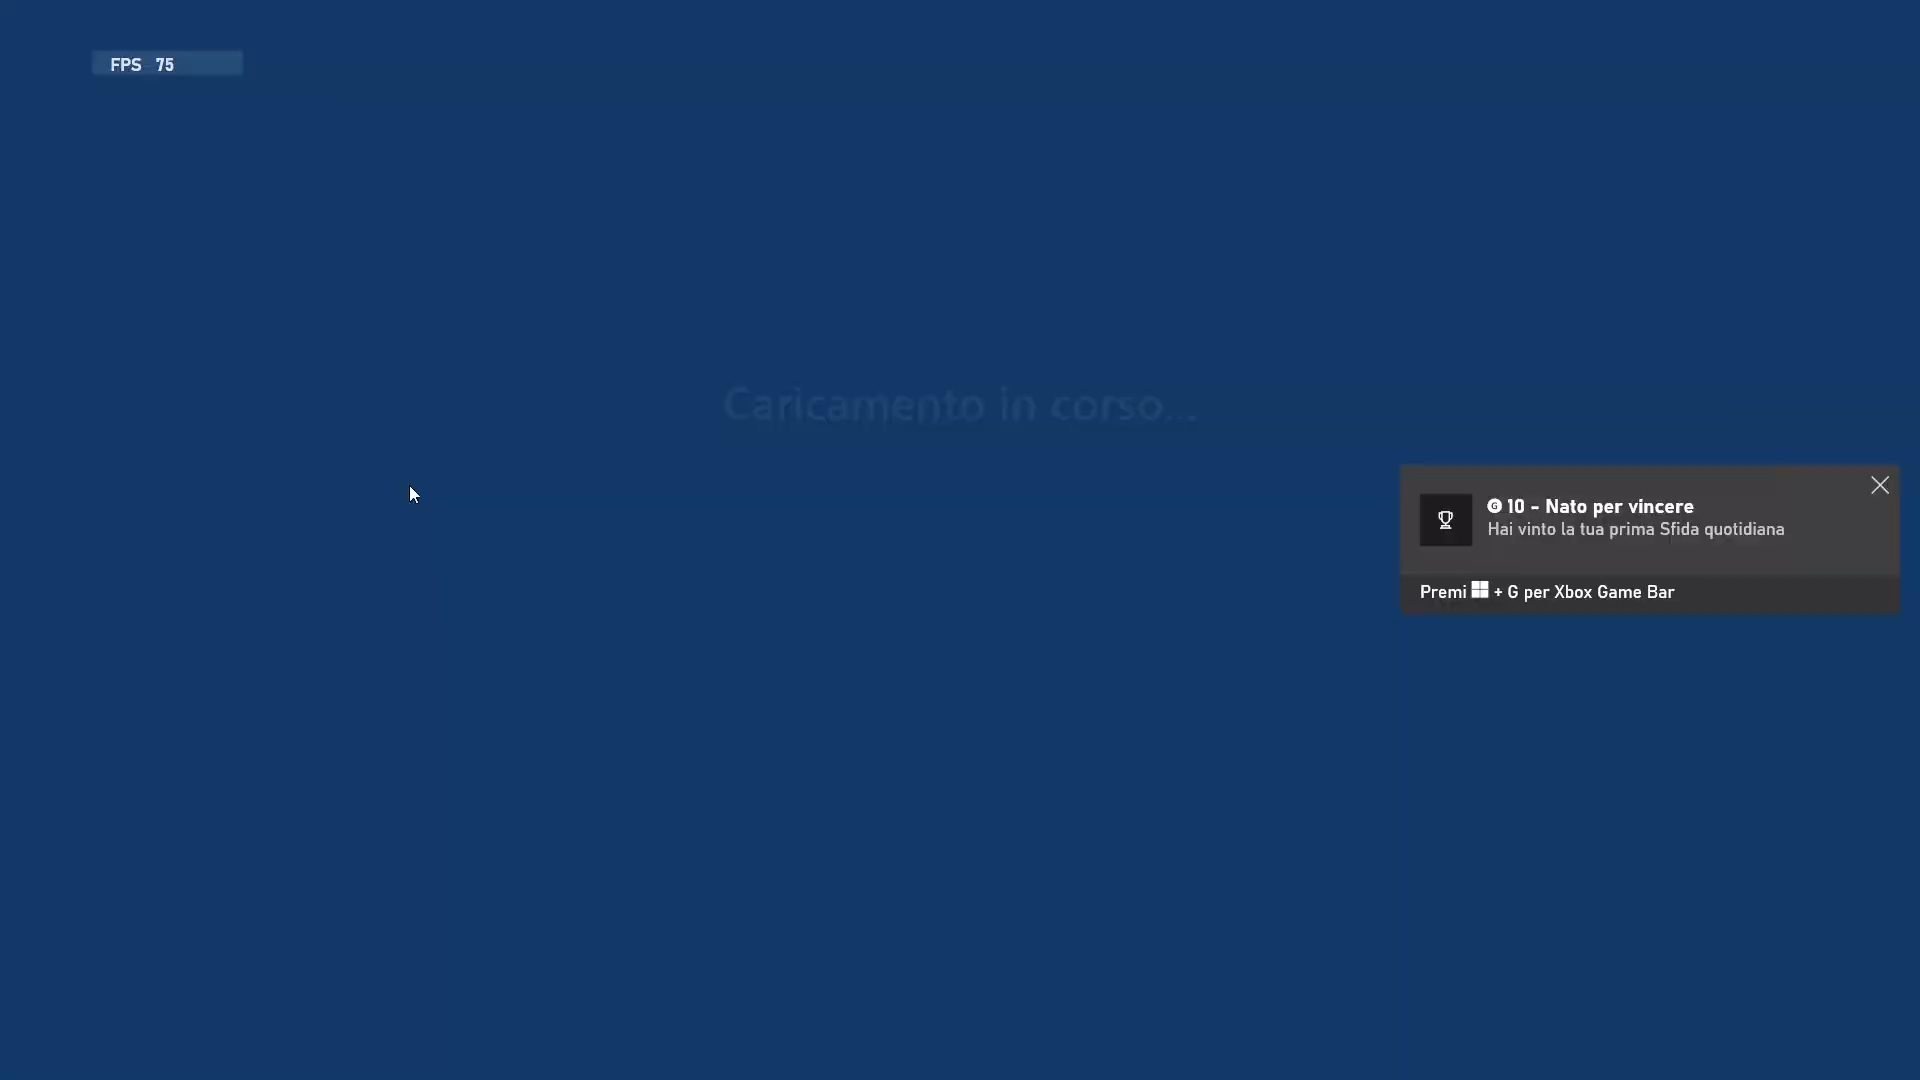 FPS 75
Caricamento in corso...
G 10 - Nato per vincere
Hai vinto la tua prima Sfida quotidiana
Premi + G per Xbox Game Bar